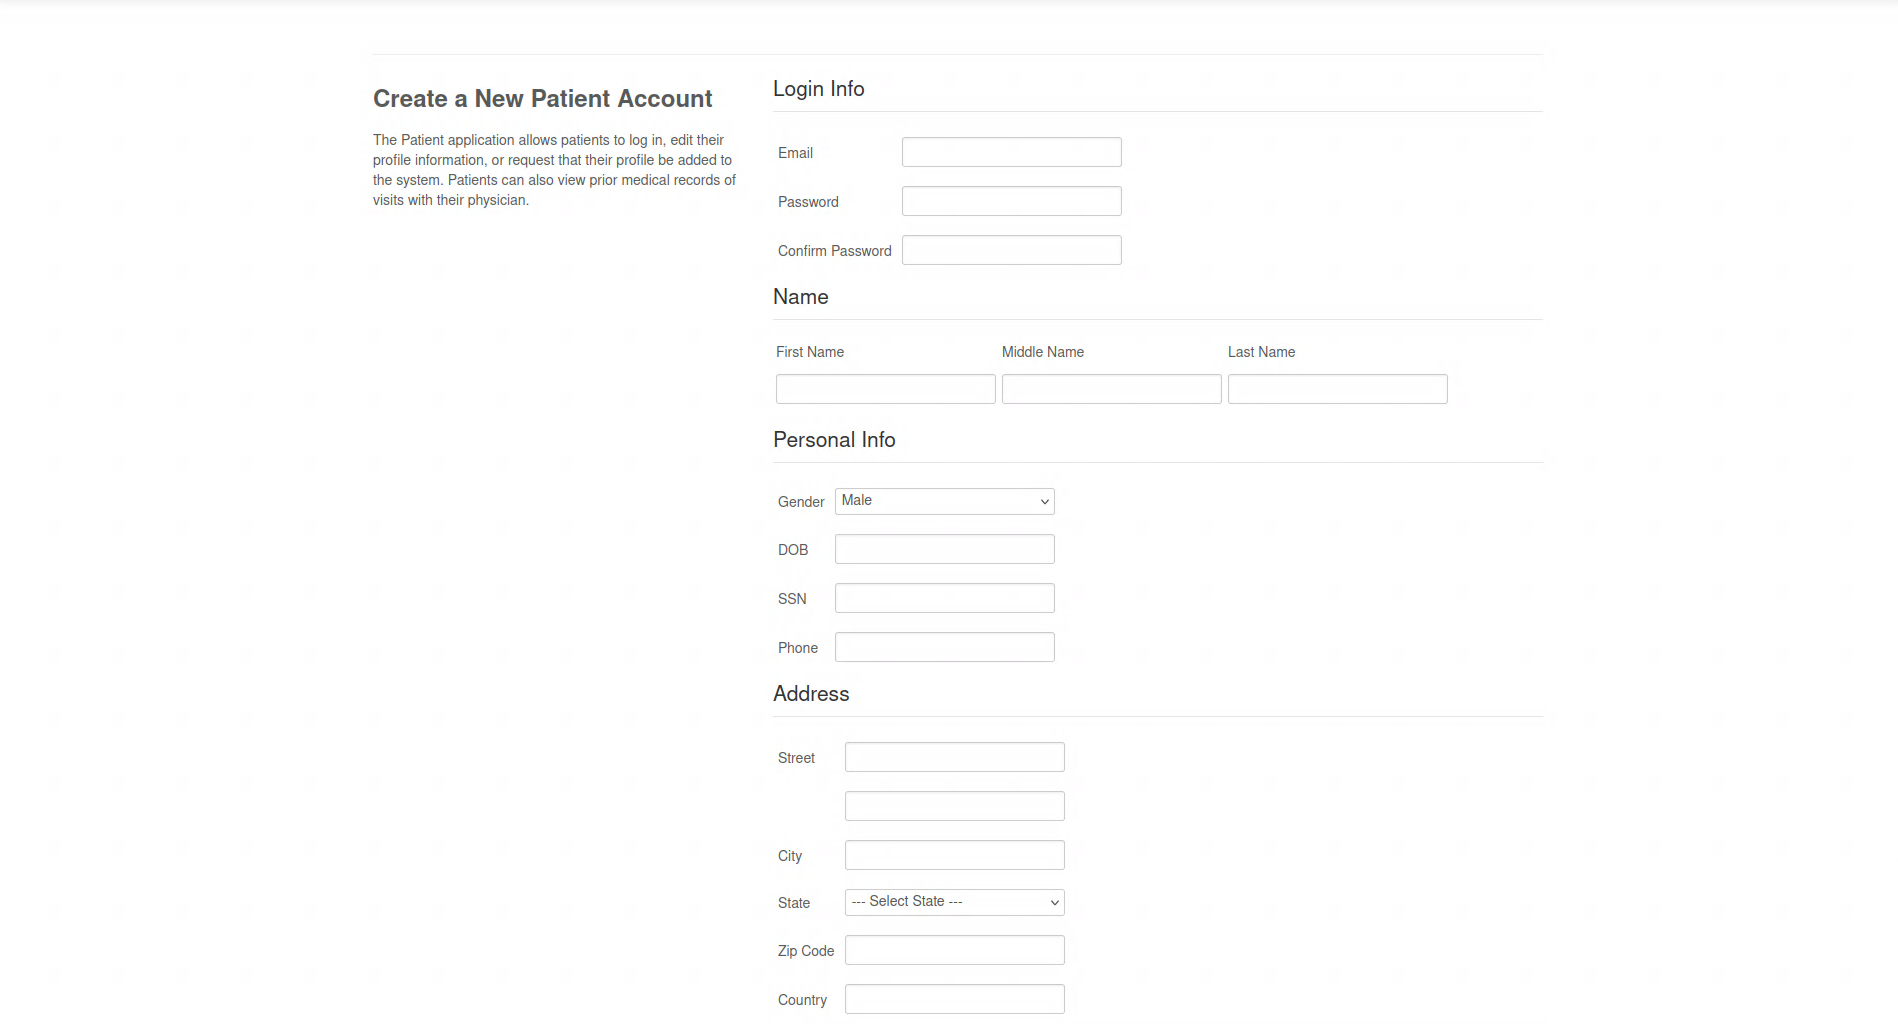 Create a New Patient Account
The Patient application allows patients to log in, edit their
profile information, or request that their profile be added to
the system. Patients can also view prior medical records of
visits with their physician.
Login Info
Email
Password
Confirm Password
Name
First Name Middle Name Last Name
Personal Info
Gender Male
DOB
SSN
Phone
Address
Street
City
State --- Select State ---
Zip Code
Country